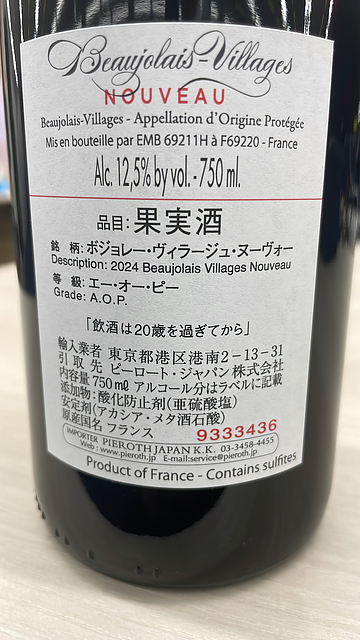 Beaujolais-Villages
NOUVEAU
Beaujolais-Villages - Appellation d'Origine Protégée
Mis en bouteille par EMB 69211H à F69220 - France
Alc. 12,5% by vol. - 750 ml.
品目:果実酒
銘 柄:ボジョレー・ヴィラージュ・ヌーヴォー
Description: 2024 Beaujolais Villages Nouveau
等 級:エー・オー・ピー
Grade: A.O.P.
「飲酒は20歳を過ぎてから」
輸入業者 東京都港区港南2-13-31
引 取 先 ピーロート・ジャパン株式会社
内容量 750㎖ アルコール分はラベルに記載
添加物:酸化防止剤(亜硫酸塩)
安定剤(アカシア・メタ酒石酸)
原産国名 フランス 9333436
IMPORTER PIEROTH JAPAN K.K. 03-3458-4455
Web : www.pieroth.jp E-mail:service@pieroth.jp
Product of France - Contains sulfites